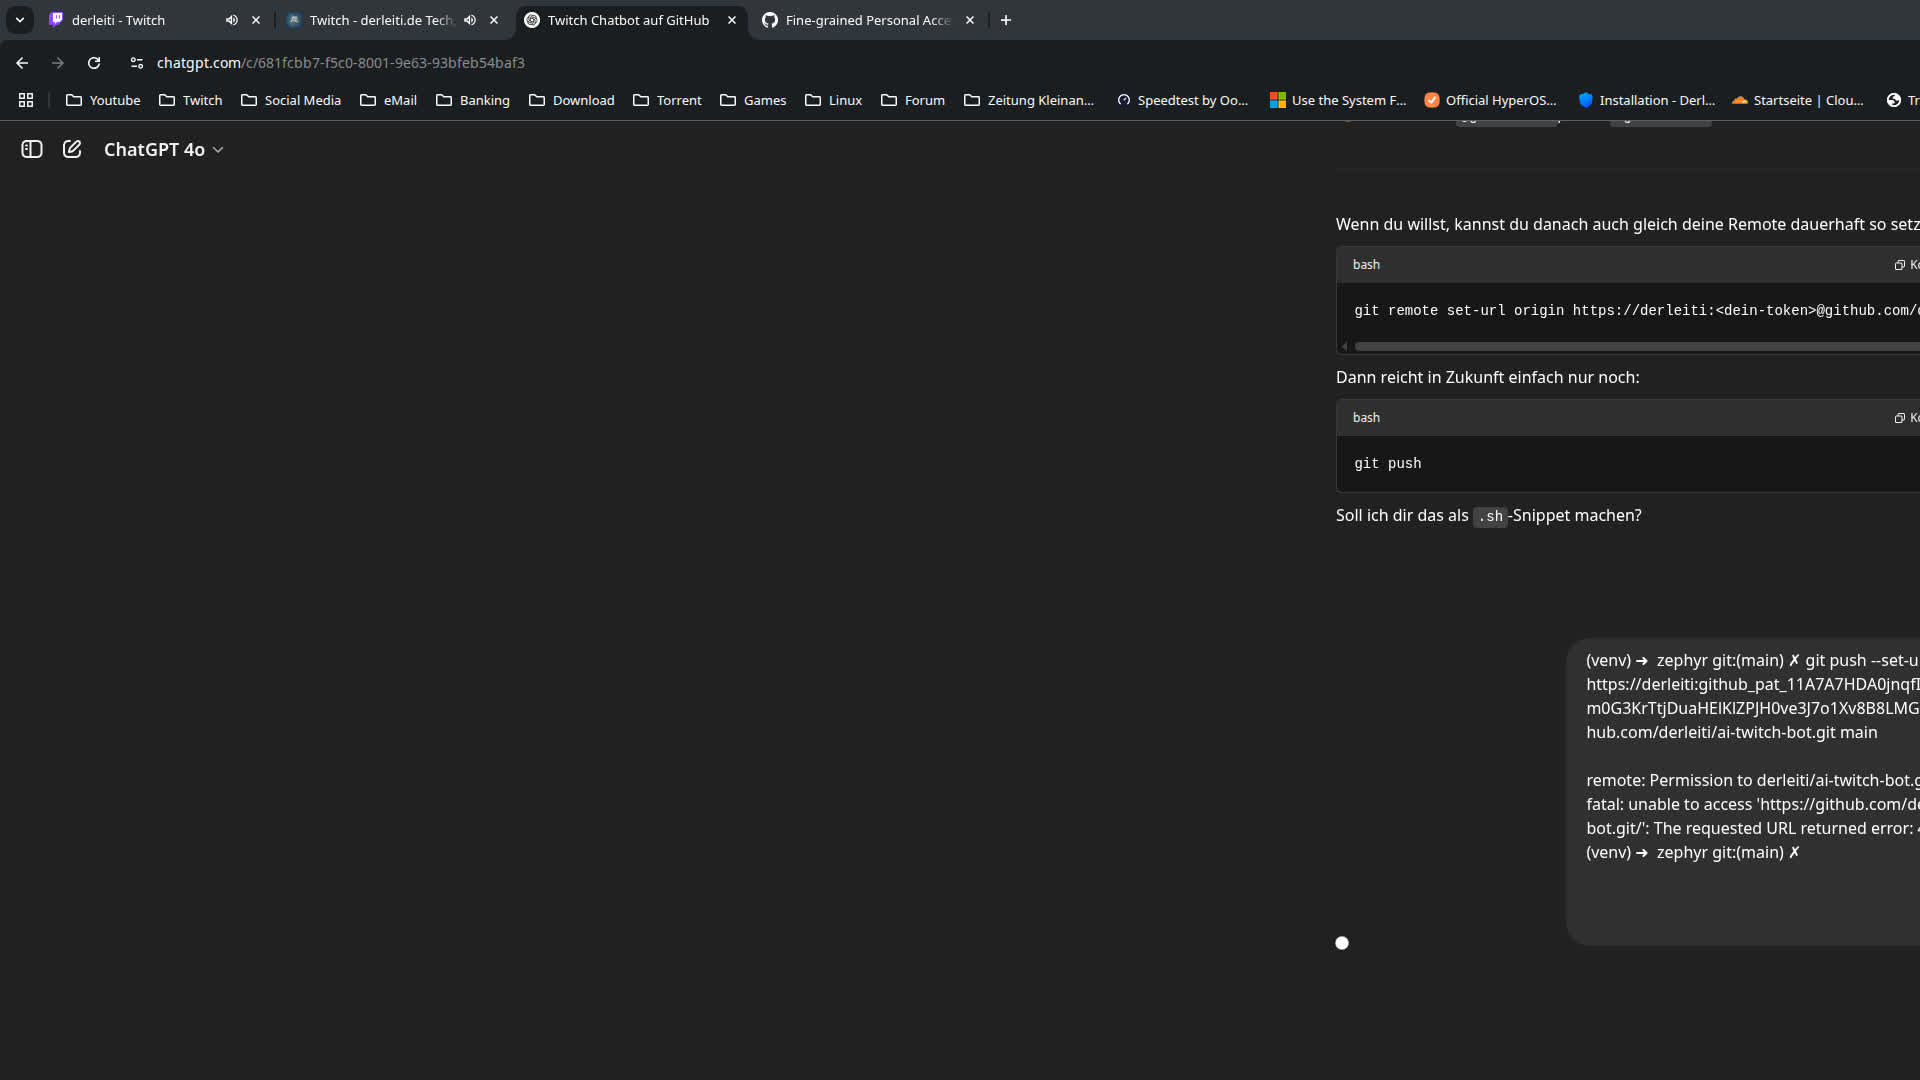 derleiti - Twitch
Twitch - derleiti.de Tech
Twitch Chatbot auf GitHub
Fine-grained Personal Acce
chatgpt.com/c/681fcbb7-f5c0-8001-9e63-93bfeb54baf3
Youtube
Twitch
Social Media
eMail
Banking
Download
Torrent
Games
Linux
Forum
Zeitung Kleinan...
Speedtest by Oo...
Use the System F...
Official HyperOS...
Installation - Derl...
Startseite | Clou...
Tr
ChatGPT 4o
Wenn du willst, kannst du danach auch gleich deine Remote dauerhaft so setz
bash
Ko
git remote set-url origin https://derleiti:<dein-token>@github.com/
Dann reicht in Zukunft einfach nur noch:
bash
Ko
git push
Soll ich dir das als .sh-Snippet machen?
(venv) ➜ zephyr git:(main) ✗ git push --set-u
https://derleiti:github_pat_
hub.com/derleiti/ai-twitch-bot.git main
remote: Permission to derleiti/ai-twitch-bot.g
fatal: unable to access 'https://github.com/de
bot.git/': The requested URL returned error: 4
(venv) ➜ zephyr git:(main) ✗